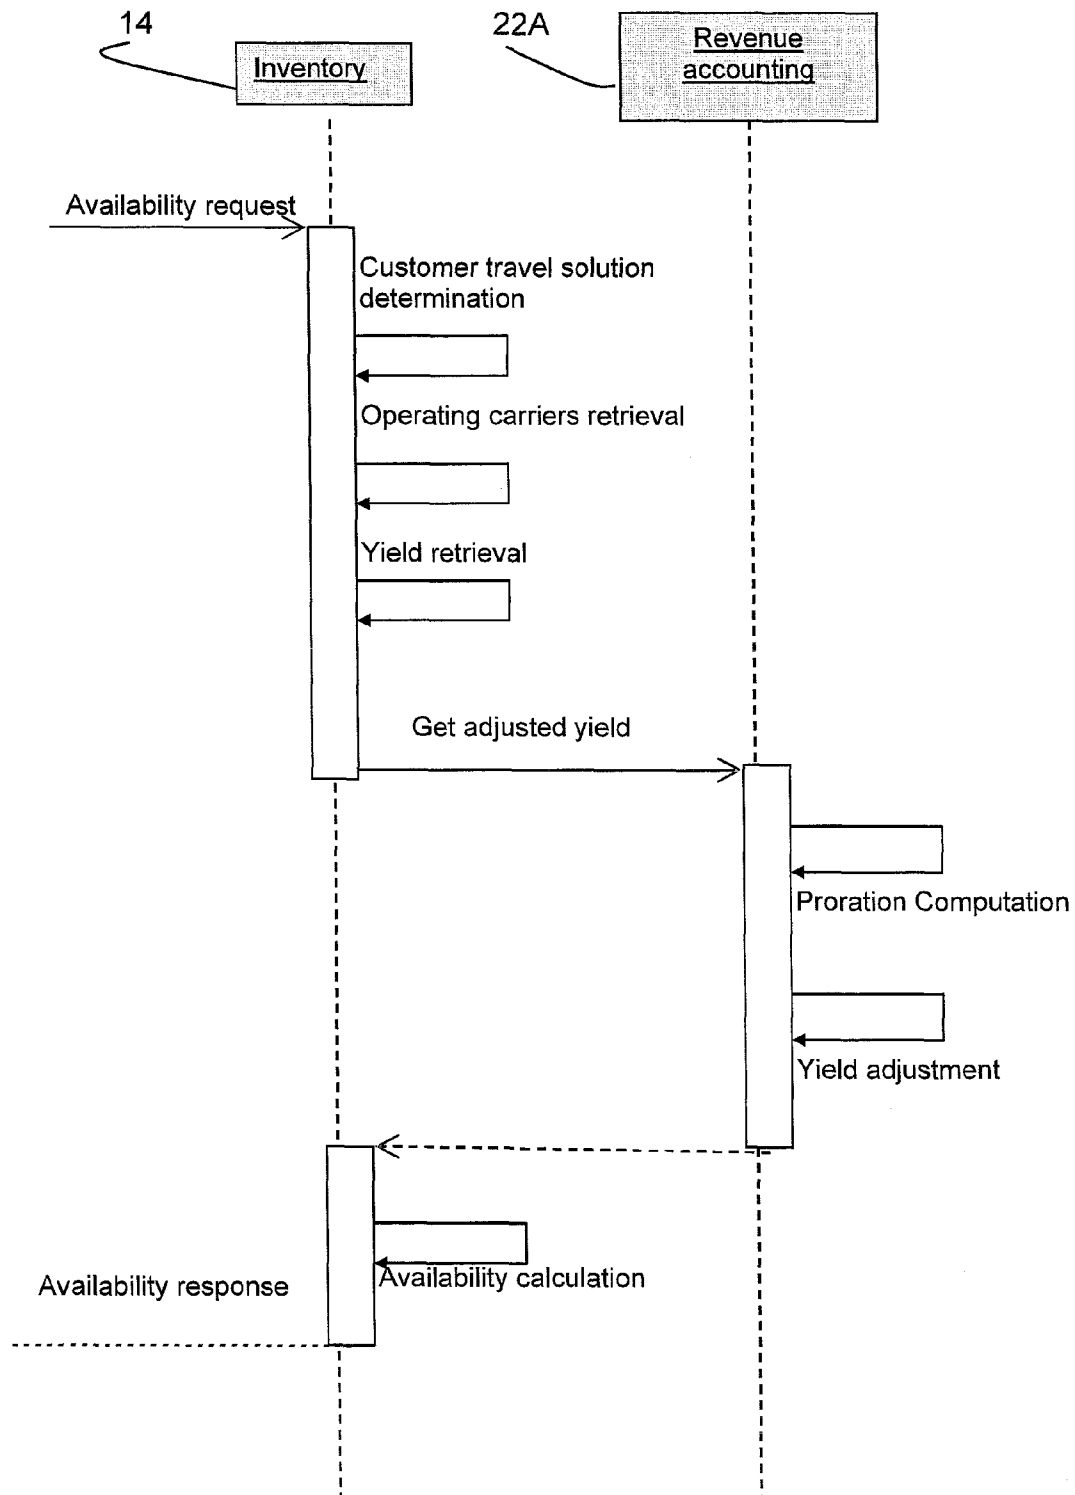 14
22A
Inventory
Revenue
accounting
Availability request
Customer travel solution
determination
Operating carriers retrieval
Yield retrieval
Get adjusted yield
Proration Computation
Yield adjustment
Availability calculation
Availability response